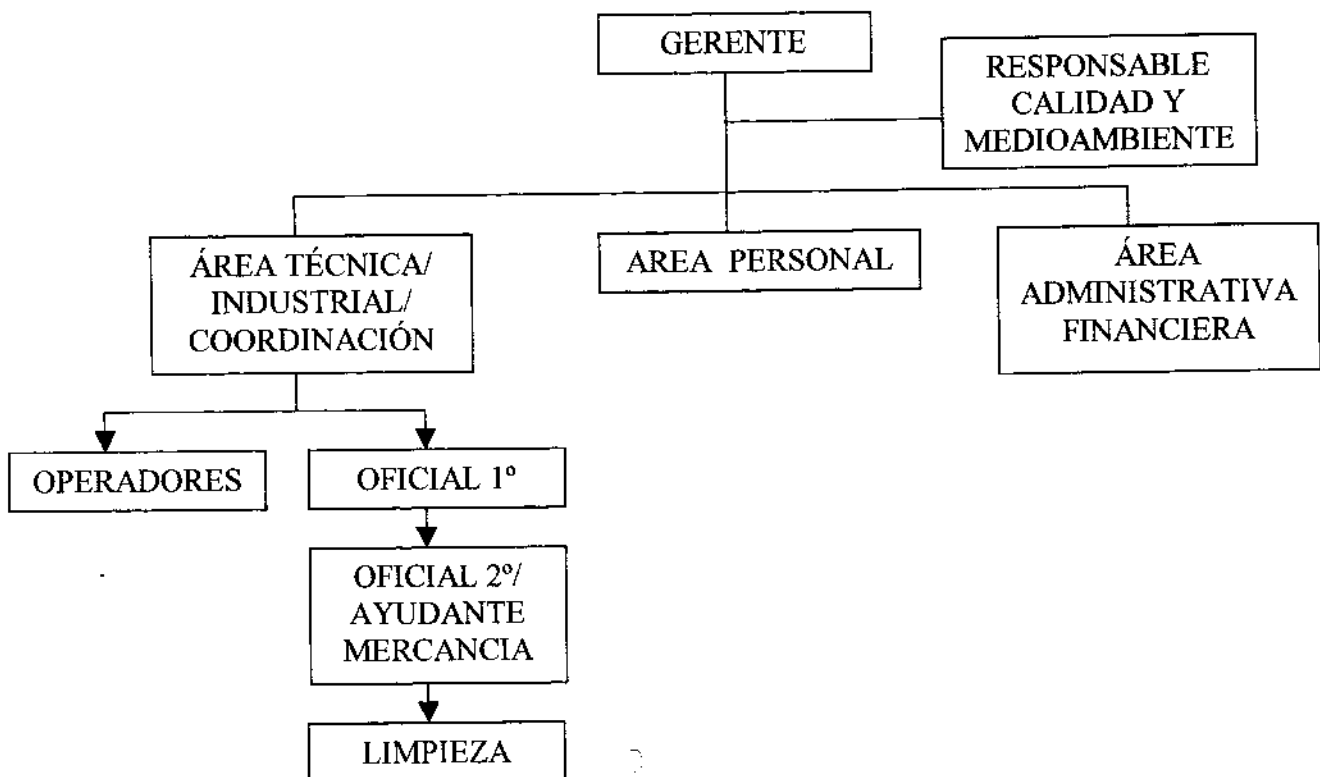 GERENTE
RESPONSABLE
CALIDAD Y
MEDIOAMBIENTE
ÁREA TÉCNICA/
INDUSTRIAL/
COORDINACIÓN
AREA PERSONAL
ÁREA
ADMINISTRATIVA
FINANCIERA
OPERADORES
OFICIAL 1º
OFICIAL 2º/
AYUDANTE
MERCANCIA
LIMPIEZA